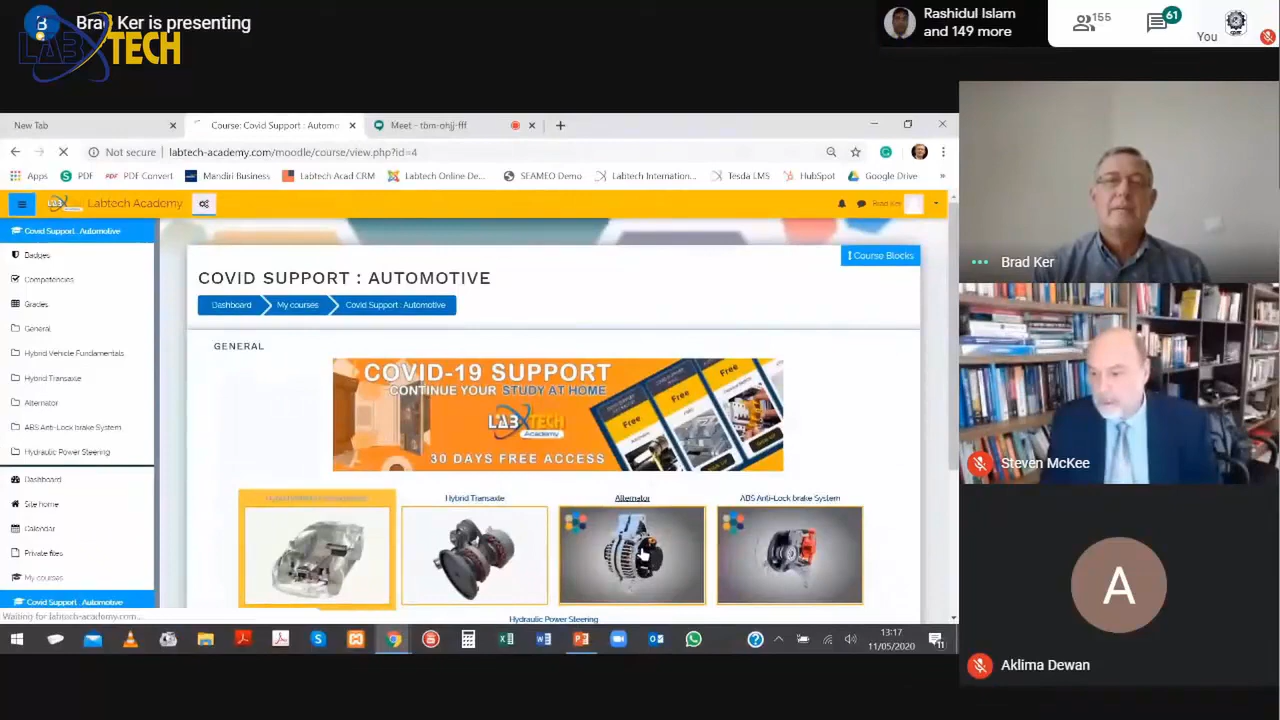 Brad Ker is presenting
B
LABTECH
Rashidul Islam
and 149 more
155
61
You
New Tab
Course: Covid Support : Automo
Meet - tbm-ohjj-fff
Not secure
labtech-academy.com/moodle/course/view.php?id=4
Apps
PDF
PDF Convert
Mandiri Business
Labtech Acad CRM
Labtech Online De...
SEAMEO Demo
Labtech Internation...
Tesda LMS
HubSpot
Google Drive
Labtech Academy
Brad Ker
Covid Support : Automotive
Badges
Competencies
Grades
General
Hybrid Vehicle Fundamentals
Hybrid Transaxle
Alternator
ABS Anti-Lock brake System
Hydraulic Power Steering
Dashboard
Site home
Calendar
Private files
My courses
Covid Support : Automotive
Waiting for labtech-academy.com...
Course Blocks
COVID SUPPORT : AUTOMOTIVE
Dashboard
My courses
Covid Support : Automotive
GENERAL
COVID-19 SUPPORT
CONTINUE YOUR STUDY AT HOME
LABTECH
Academy
30 DAYS FREE ACCESS
Free
Free
Free
Hybrid Transaxle
Alternator
ABS Anti-Lock brake System
Hydraulic Power Steering
13:17
11/05/2020
Brad Ker
Steven McKee
A
Aklima Dewan